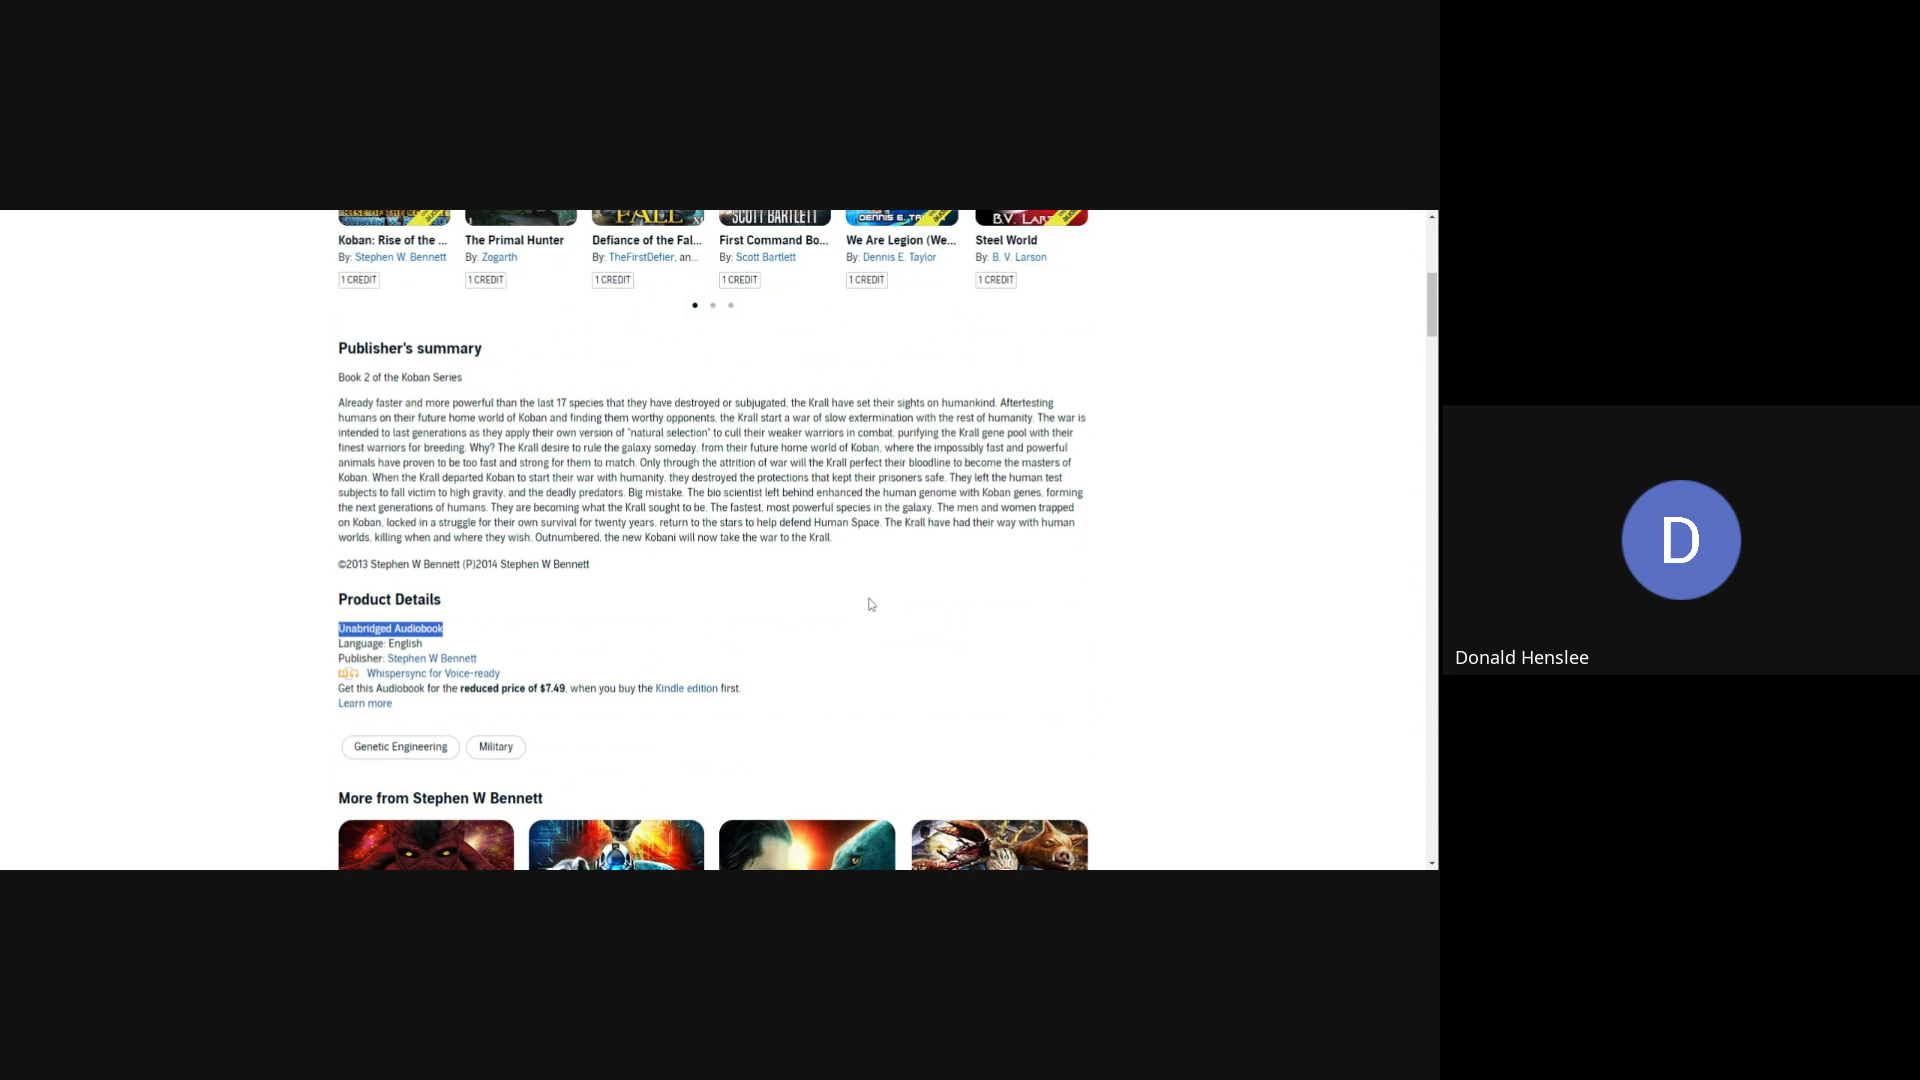 RISE OF THE K
FALL XI
SCOTT BARTLETT
DENNIS E. TA
B.V. LAR
Koban: Rise of the ...
The Primal Hunter
Defiance of the Fal...
First Command Bo...
We Are Legion (We...
Steel World
By: Stephen W. Bennett
By: Zogarth
By: TheFirstDefier, an...
By: Scott Bartlett
By: Dennis E. Taylor
By: B. V. Larson
1 CREDIT
1 CREDIT
1 CREDIT
1 CREDIT
1 CREDIT
1 CREDIT
Publisher's summary
Book 2 of the Koban Series
Already faster and more powerful than the last 17 species that they have destroyed or subjugated, the Krall have set their sights on humankind. Aftertesting
humans on their future home world of Koban and finding them worthy opponents, the Krall start a war of slow extermination with the rest of humanity. The war is
intended to last generations as they apply their own version of "natural selection" to cull their weaker warriors in combat, purifying the Krall gene pool with their
finest warriors for breeding. Why? The Krall desire to rule the galaxy someday, from their future home world of Koban, where the impossibly fast and powerful
animals have proven to be too fast and strong for them to match. Only through the attrition of war will the Krall perfect their bloodline to become the masters of
Koban. When the Krall departed Koban to start their war with humanity, they destroyed the protections that kept their prisoners safe. They left the human test
subjects to fall victim to high gravity, and the deadly predators. Big mistake. The bio scientist left behind enhanced the human genome with Koban genes, forming
the next generations of humans. They are becoming what the Krall sought to be. The fastest, most powerful species in the galaxy. The men and women trapped
on Koban, locked in a struggle for their own survival for twenty years, return to the stars to help defend Human Space. The Krall have had their way with human
worlds, killing when and where they wish. Outnumbered, the new Kobani will now take the war to the Krall.
©2013 Stephen W Bennett (P)2014 Stephen W Bennett
Product Details
Unabridged Audiobook
Language: English
Publisher: Stephen W Bennett
Whispersync for Voice-ready
Get this Audiobook for the reduced price of $7.49, when you buy the Kindle edition first.
Learn more
Genetic Engineering
Military
More from Stephen W Bennett
D
Donald Henslee